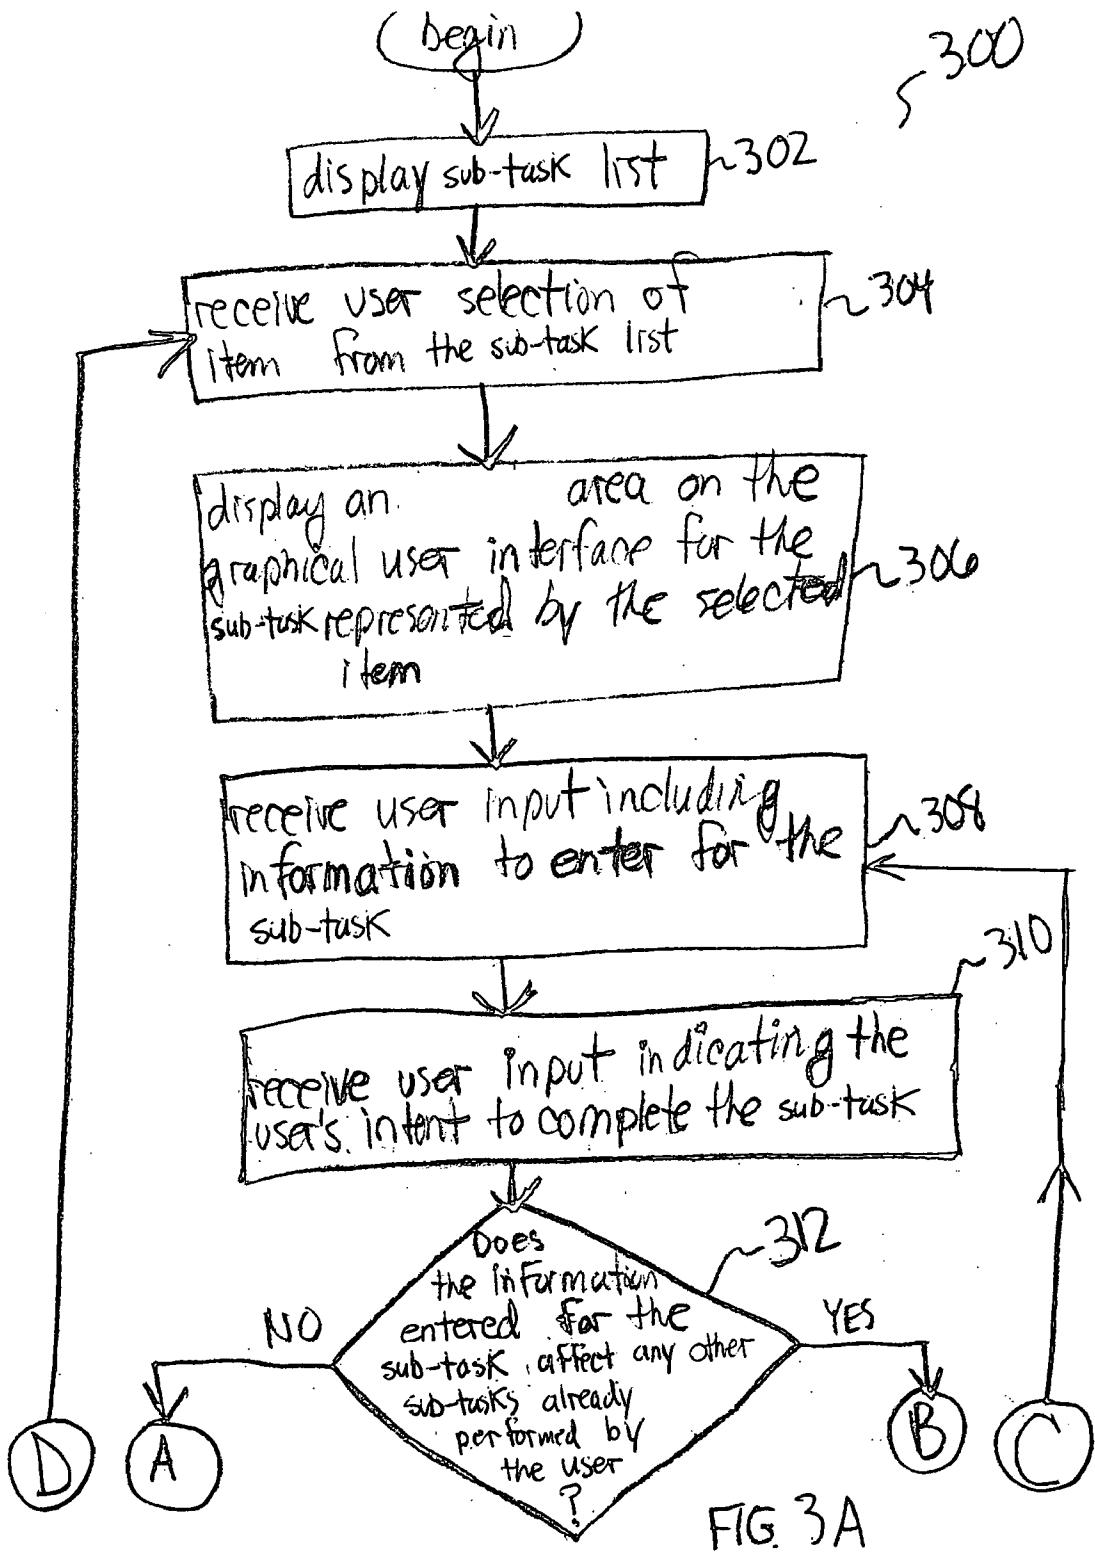 begin
300
display sub-task list
302
receive user selection of
item from the sub-task list
304
display an area on the
graphical user interface for the
sub-task represented by the selected
item
306
receive user input including
information to enter for the
sub-task
308
receive user input indicating the
user's intent to complete the sub-task
310
Does
the information
entered for the
sub-task affect any other
sub-tasks already
performed by
the user
?
312
NO
YES
D
A
B
C
FIG. 3A